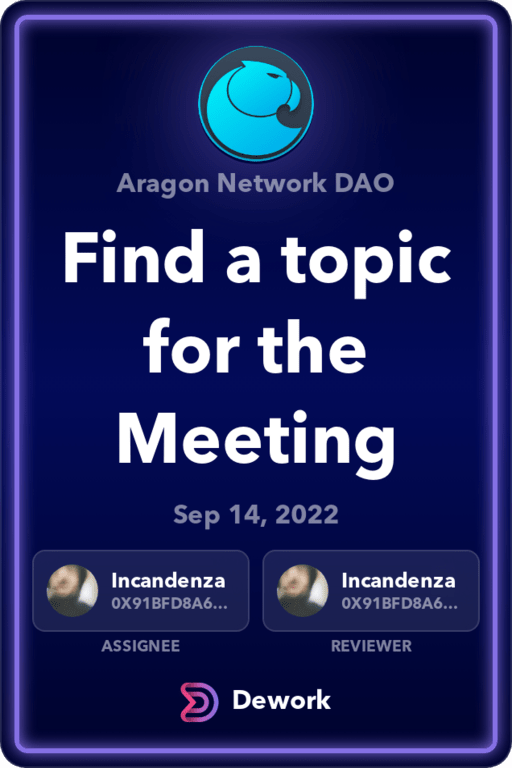 Aragon Network DAO
Find a topic
for the
Meeting
Sep 14, 2022
Incandenza
0X91BFD8A6...
ASSIGNEE
Incandenza
0X91BFD8A6...
REVIEWER
Dework